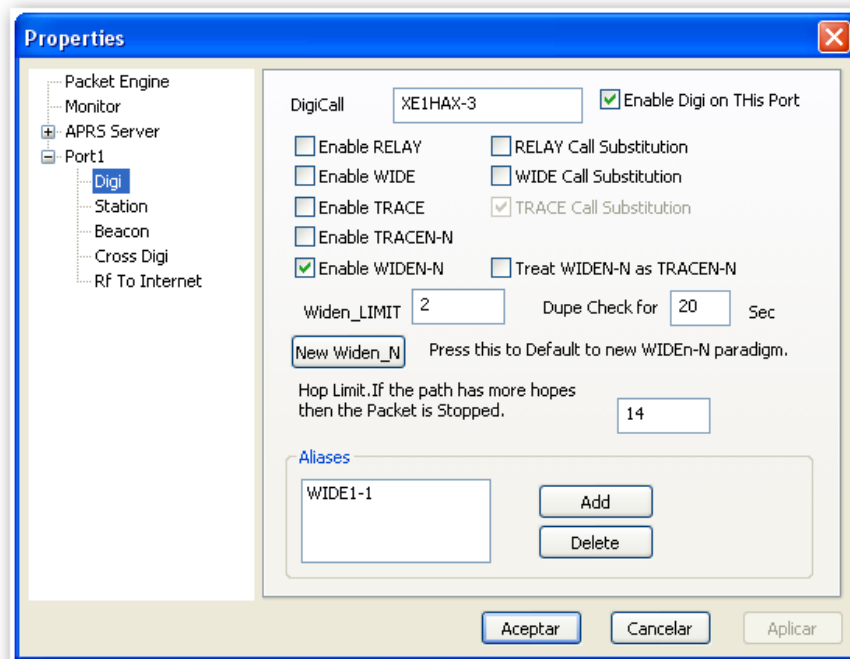 Properties
Packet Engine
Monitor
APRS Server
Port1
Digi
Station
Beacon
Cross Digi
Rf To Internet
DigiCall XE1HAX-3 Enable Digi on THis Port
Enable RELAY RELAY Call Substitution
Enable WIDE WIDE Call Substitution
Enable TRACE TRACE Call Substitution
Enable TRACEN-N
Enable WIDEN-N Treat WIDEN-N as TRACEN-N
Widen_LIMIT 2 Dupe Check for 20 Sec
New Widen_N Press this to Default to new WIDEn-N paradigm.
Hop Limit.If the path has more hopes
then the Packet is Stopped. 14
Aliases
WIDE1-1
Add
Delete
Aceptar Cancelar Aplicar